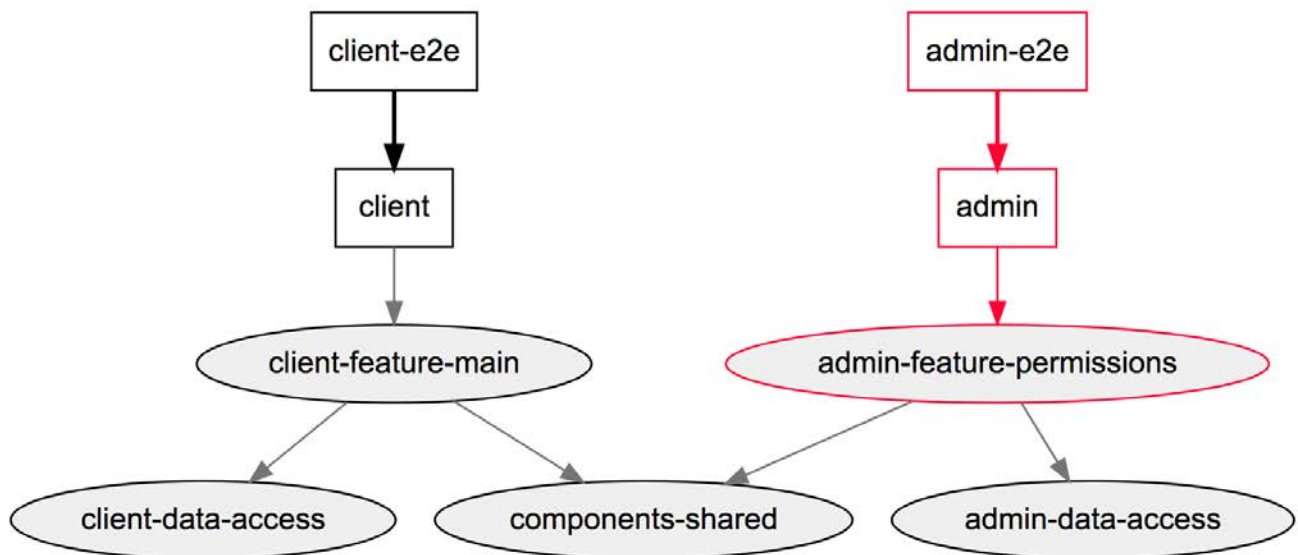 client-e2e
admin-e2e
client
admin
client-feature-main
admin-feature-permissions
client-data-access
components-shared
admin-data-access